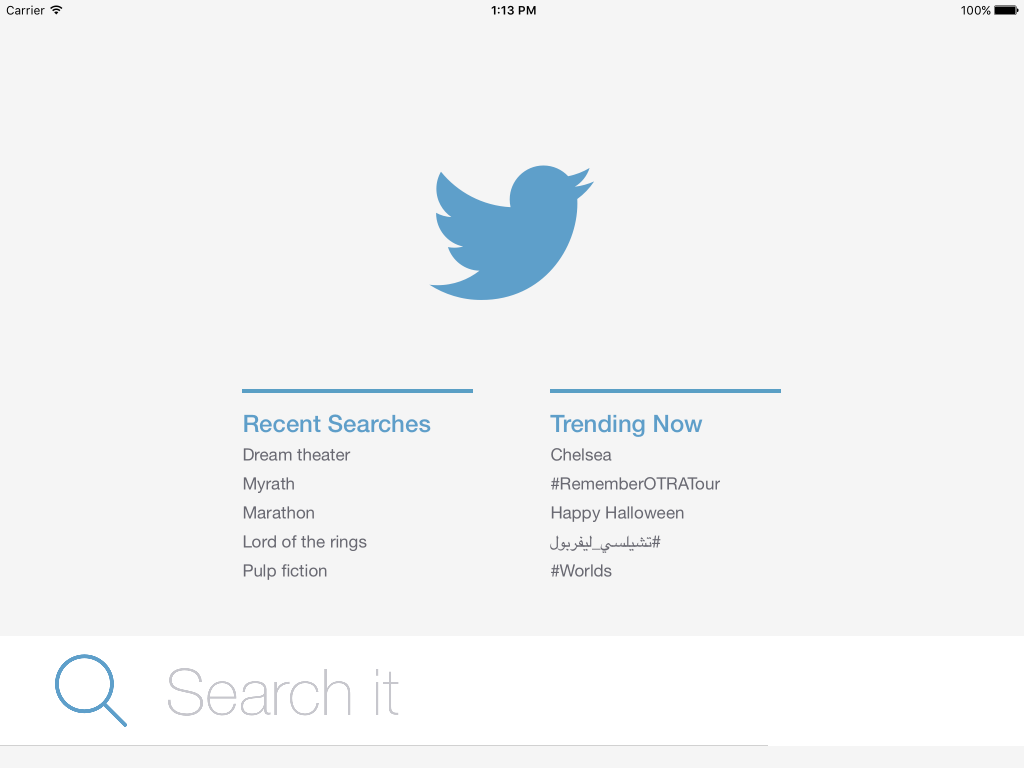 Carrier 1:13 PM 100%
Recent Searches
Dream theater
Myrath
Marathon
Lord of the rings
Pulp fiction
Trending Now
Chelsea
#RememberOTRATour
Happy Halloween
#تشيلسي_ليفربول
#Worlds
Search it